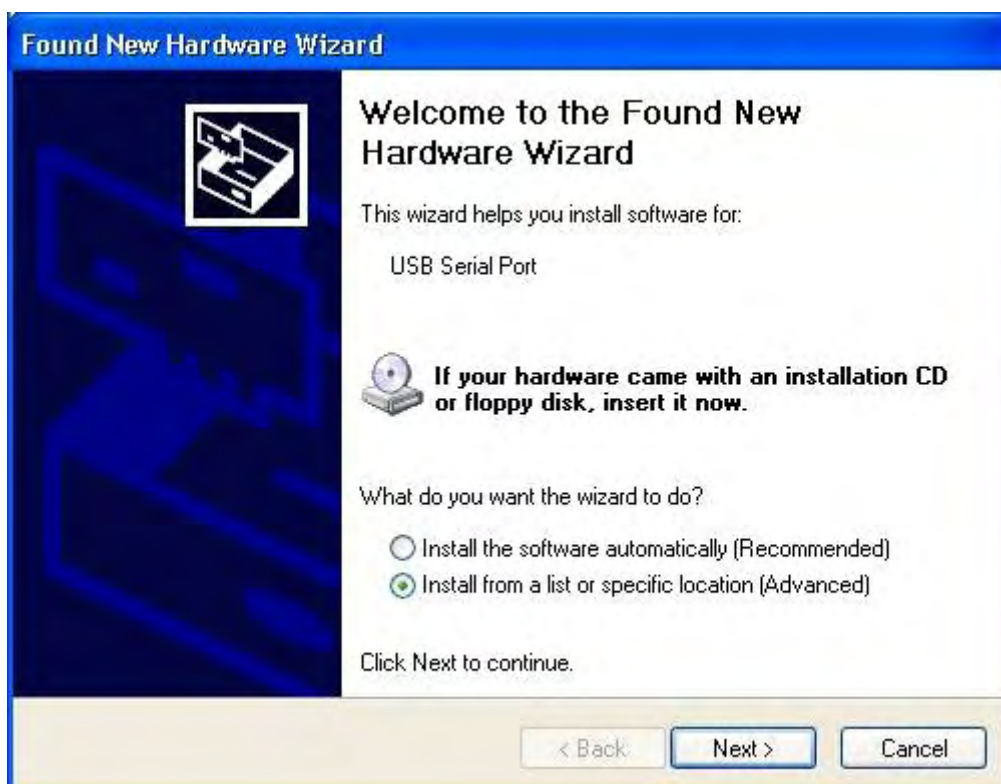 Found New Hardware Wizard
Welcome to the Found New
Hardware Wizard
This wizard helps you install software for:
USB Serial Port
If your hardware came with an installation CD
or floppy disk, insert it now.
What do you want the wizard to do?
Install the software automatically (Recommended)
Install from a list or specific location (Advanced)
Click Next to continue.
< Back
Next >
Cancel